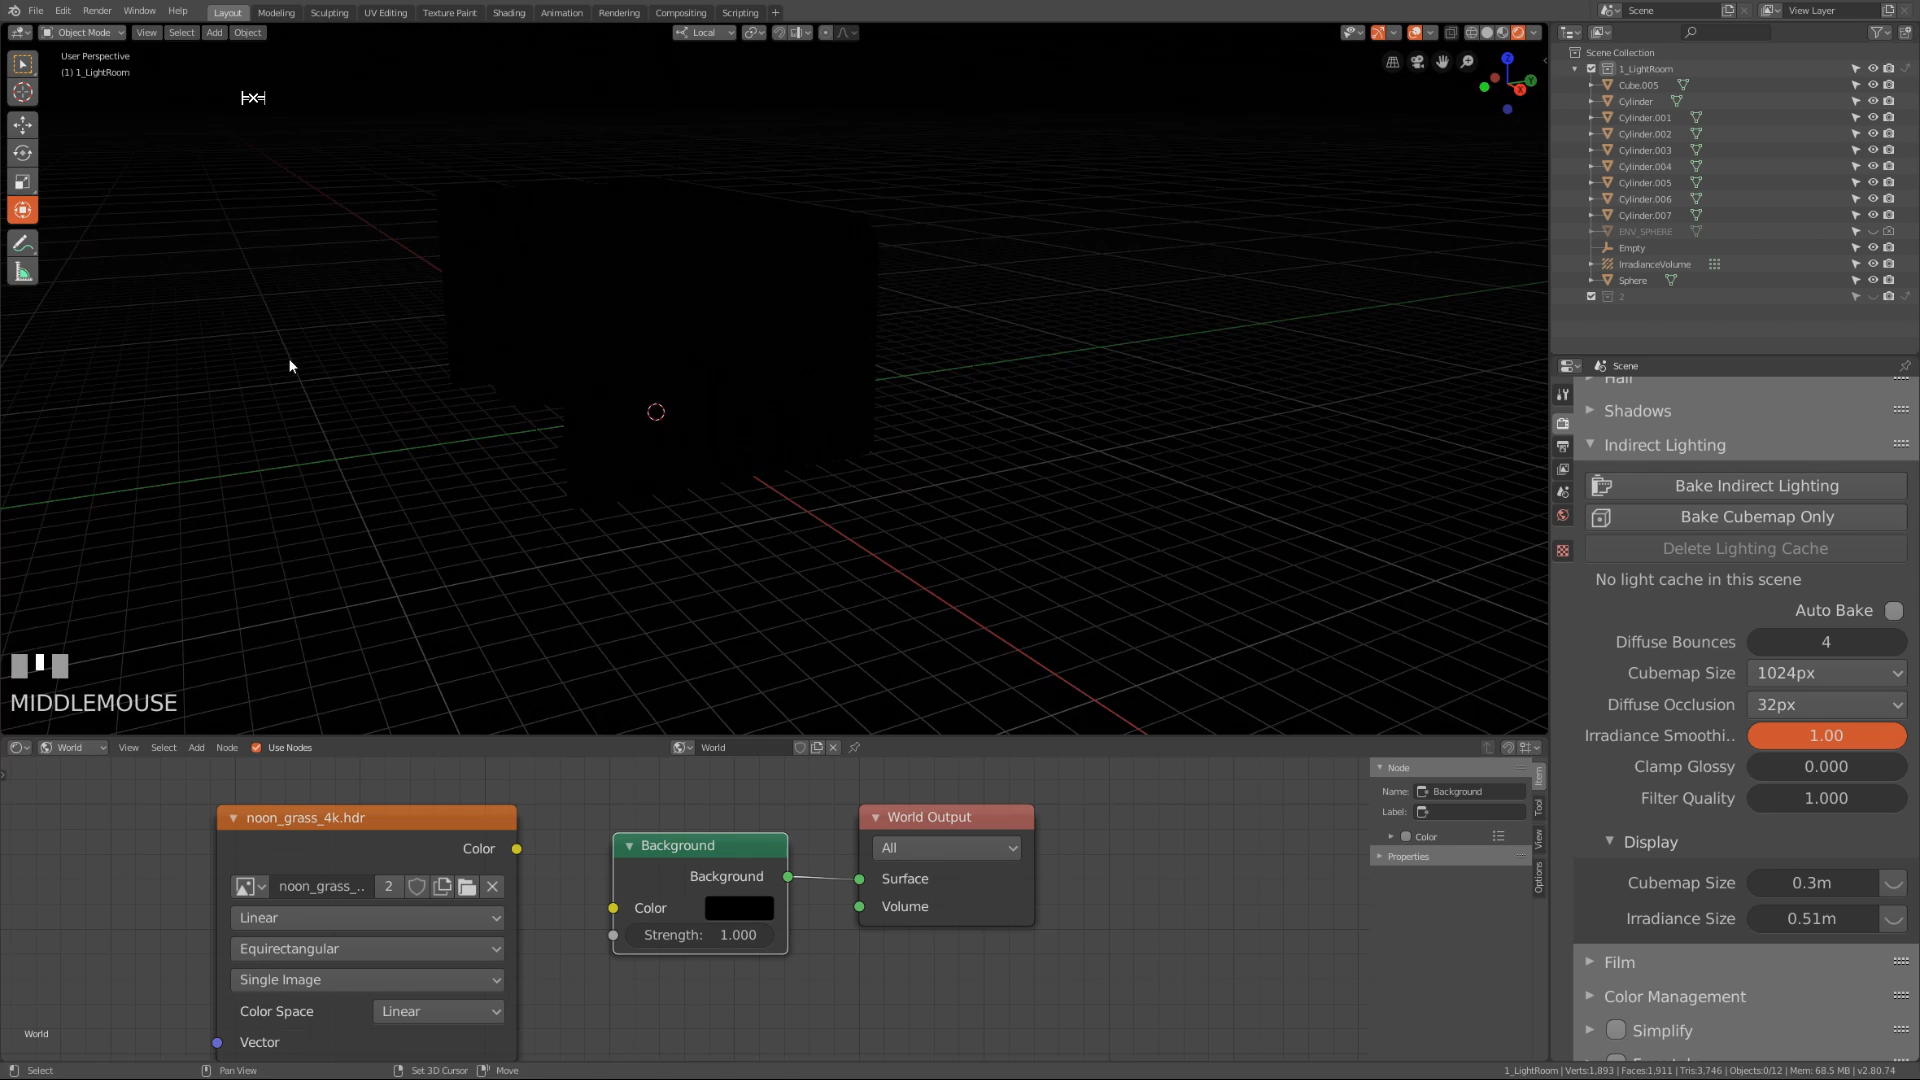 File Edit Render Window Help
Layout Modeling Sculpting UV Editing Texture Paint Shading Animation Rendering Compositing Scripting +
Scene
View Layer
Object Mode View Select Add Object
Local
User Perspective
(1) 1_LightRoom
Z
Y
X
MIDDLEMOUSE
Scene Collection
1_LightRoom
Cube.005
Cylinder
Cylinder.001
Cylinder.002
Cylinder.003
Cylinder.004
Cylinder.005
Cylinder.006
Cylinder.007
ENV_SPHERE
Empty
IrradianceVolume
Sphere
2
Scene
Hair
Shadows
Indirect Lighting
Bake Indirect Lighting
Bake Cubemap Only
Delete Lighting Cache
No light cache in this scene
Auto Bake
Diffuse Bounces 4
Cubemap Size 1024px
Diffuse Occlusion 32px
Irradiance Smoothi.. 1.00
Clamp Glossy 0.000
Filter Quality 1.000
Display
Cubemap Size 0.3m
Irradiance Size 0.51m
Film
Color Management
Simplify
World View Select Add Node Use Nodes
World
noon_grass_4k.hdr
Color
noon_grass_.. 2
Linear
Equirectangular
Single Image
Color Space Linear
Vector
Background
Background
Color
Strength: 1.000
World Output
All
Surface
Volume
Node
Name: Background
Label:
Color
Properties
Item
Tool
View
Options
World
Select Pan View Set 3D Cursor Move
1_LightRoom | Verts:1,893 | Faces:1,911 | Tris:3,746 | Objects:0/12 | Mem: 68.5 MB | v2.80.74